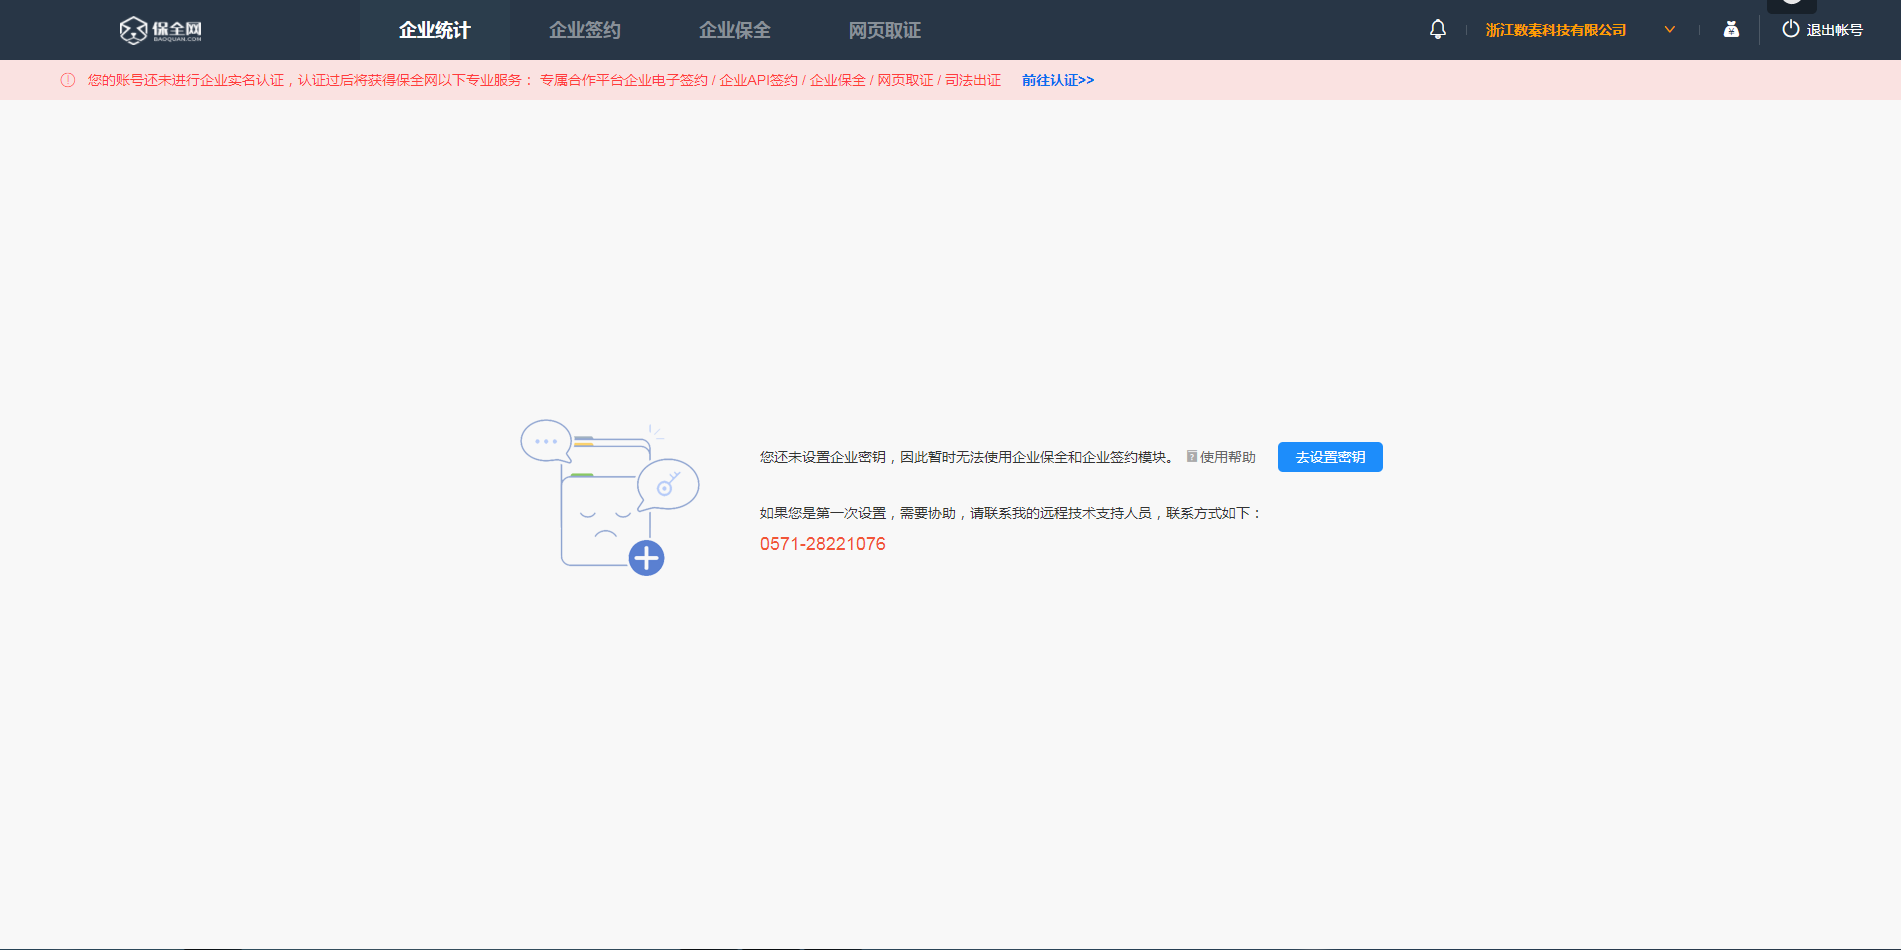 保全网
BAOQUAN.COM
企业统计
企业签约
企业保全
网页取证
浙江数秦科技有限公司
退出帐号
您的账号还未进行企业实名认证，认证过后将获得保全网以下专业服务： 专属合作平台企业电子签约 / 企业API签约 / 企业保全 / 网页取证 / 司法出证 前往认证>>
您还未设置企业密钥，因此暂时无法使用企业保全和企业签约模块。 ?使用帮助 去设置密钥
如果您是第一次设置，需要协助，请联系我的远程技术支持人员，联系方式如下：
0571-28221076